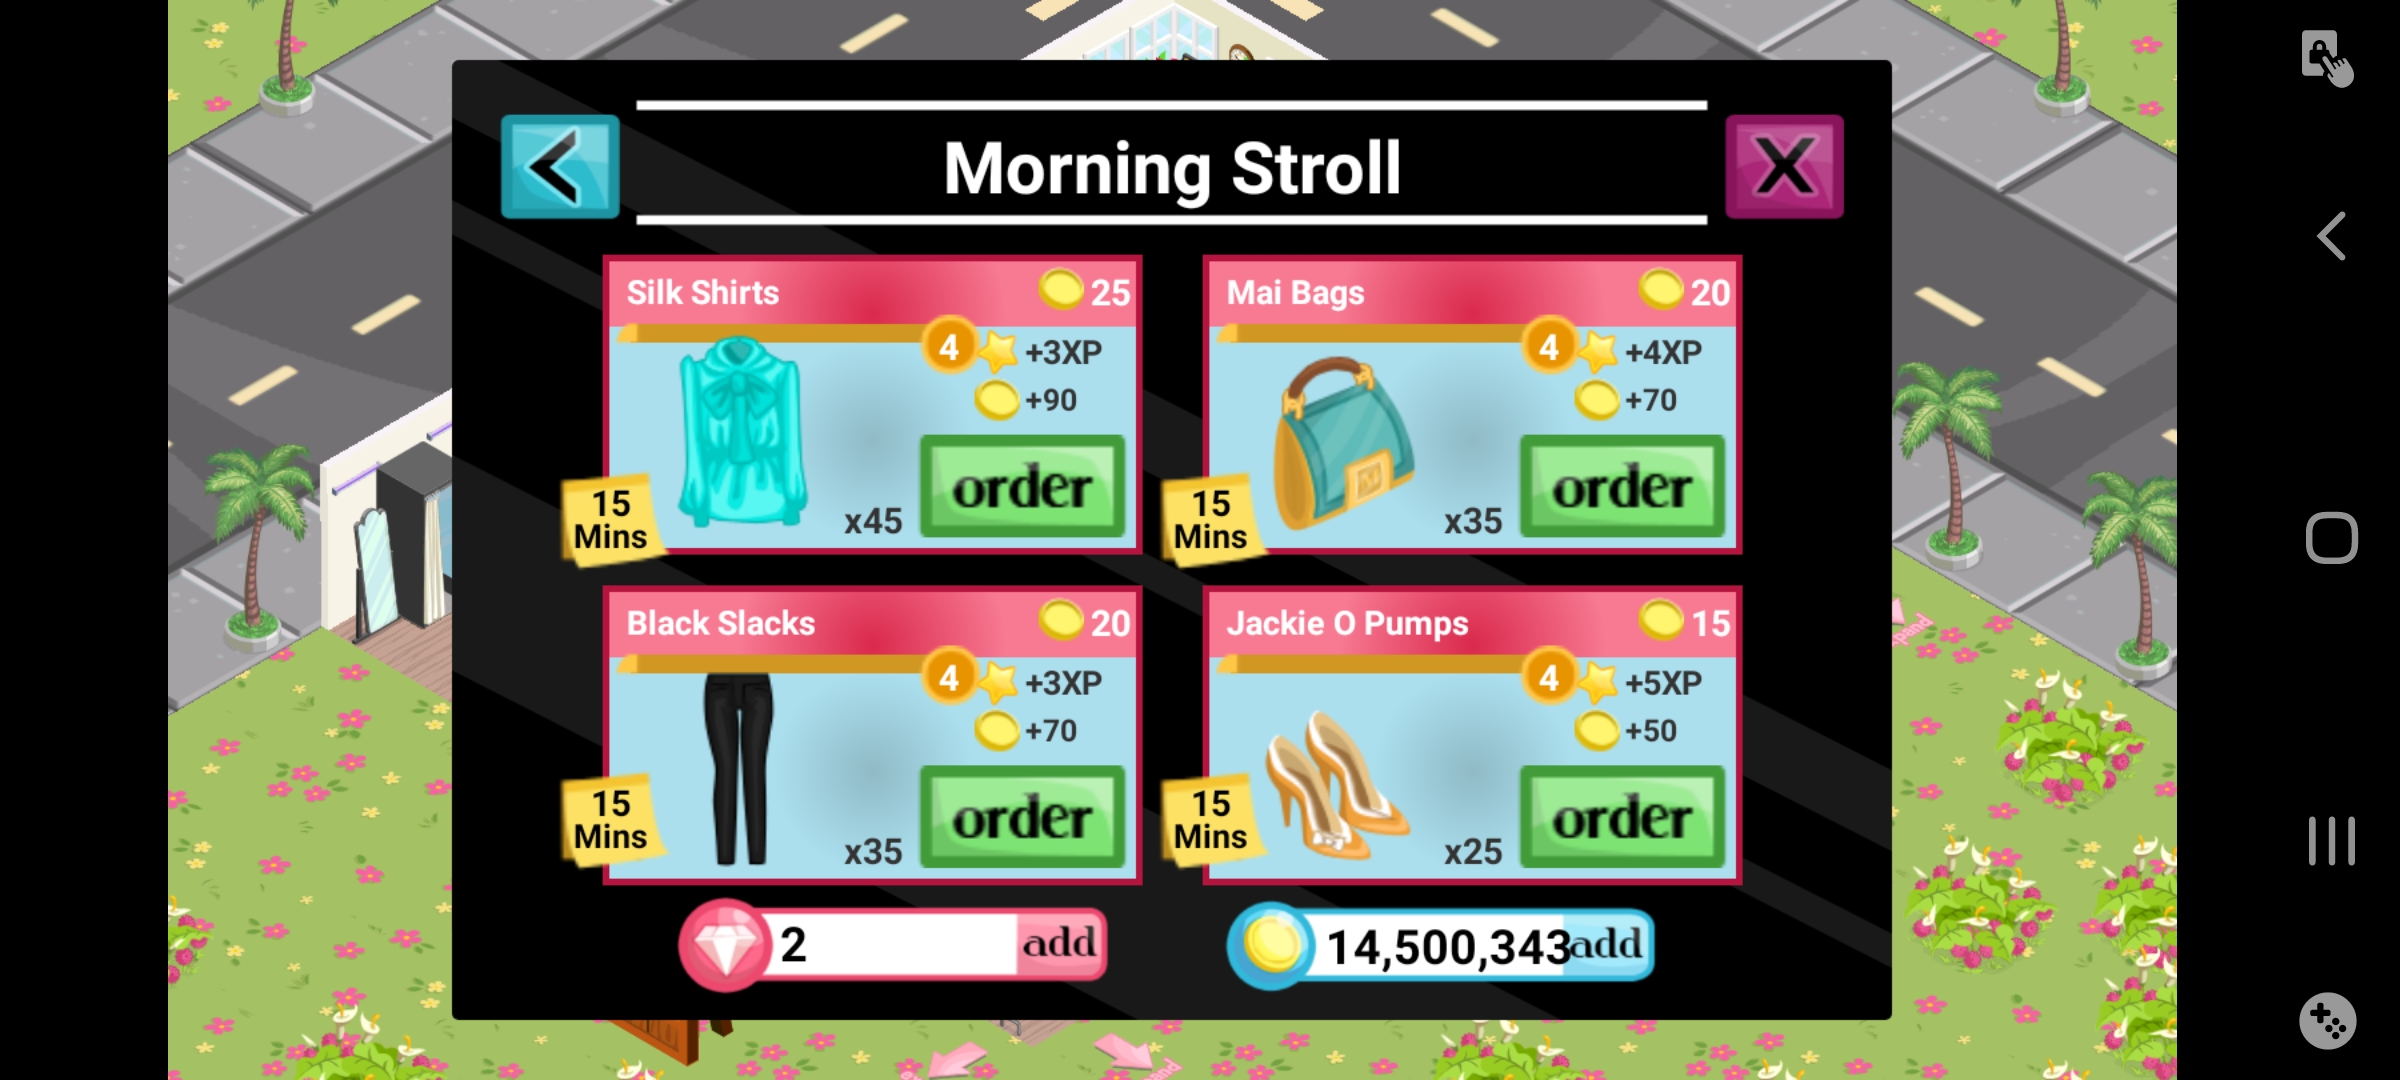 Morning Stroll
X
Silk Shirts
25
4
+3XP
+90
15
Mins
x45
order
Mai Bags
20
4
+4XP
+70
15
Mins
x35
order
Black Slacks
20
4
+3XP
+70
15
Mins
x35
order
Jackie O Pumps
15
4
+5XP
+50
15
Mins
x25
order
2
add
14,500,343
add